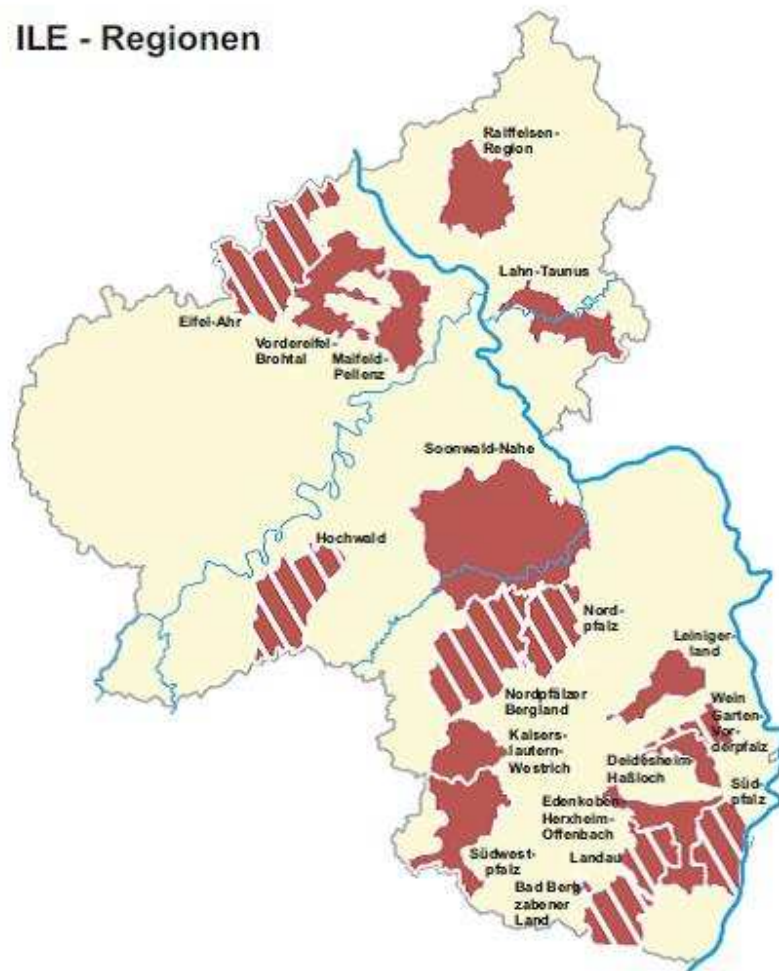 ILE - Regionen
Raiffeisen-
Region
Lahn-Taunus
Eifel-Ahr
Vordereifel-
Brohtal
Maifeld-
Pellenz
Soonwald-Nahe
Hochwald
Nord-
pfalz
Leiniger-
land
Nordpfälzer
Bergland
Wein
Garten-
Vor-
derpfalz
Kaisers-
lautern-
Westrich
Deidesheim-
Haßloch
Süd-
pfalz
Edenkoben-
Herxheim-
Offenbach
Südwest-
pfalz
Landau
Bad Berg-
zabener
Land